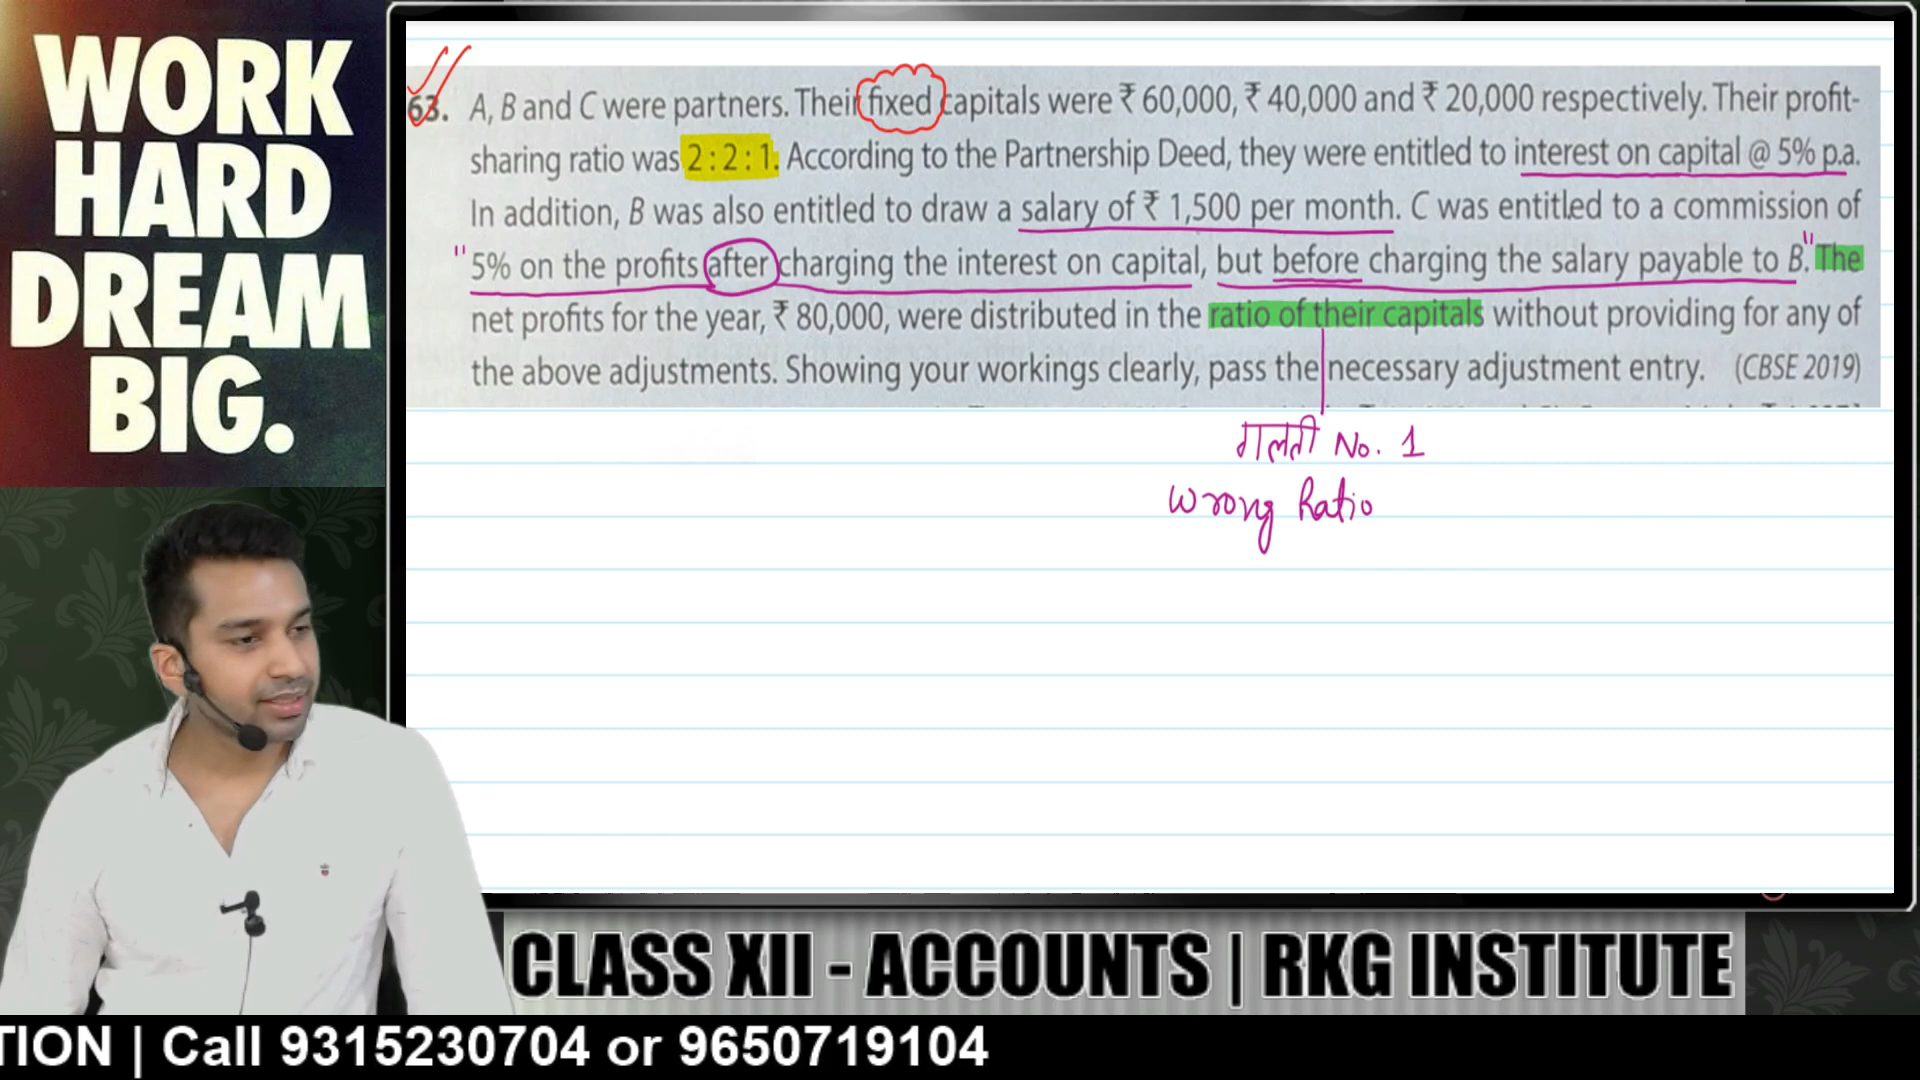 WORK
HARD
DREAM
BIG.
63. A, B and C were partners. Their fixed capitals were ₹ 60,000, ₹ 40,000 and ₹ 20,000 respectively. Their profit-
sharing ratio was 2 : 2 : 1. According to the Partnership Deed, they were entitled to interest on capital @ 5% p.a.
In addition, B was also entitled to draw a salary of ₹ 1,500 per month. C was entitled to a commission of
"5% on the profits after charging the interest on capital, but before charging the salary payable to B." The
net profits for the year, ₹ 80,000, were distributed in the ratio of their capitals without providing for any of
the above adjustments. Showing your workings clearly, pass the necessary adjustment entry. (CBSE 2019)
गलती No. 1
Wrong Ratio
CLASS XII - ACCOUNTS | RKG INSTITUTE
TION | Call 9315230704 or 9650719104